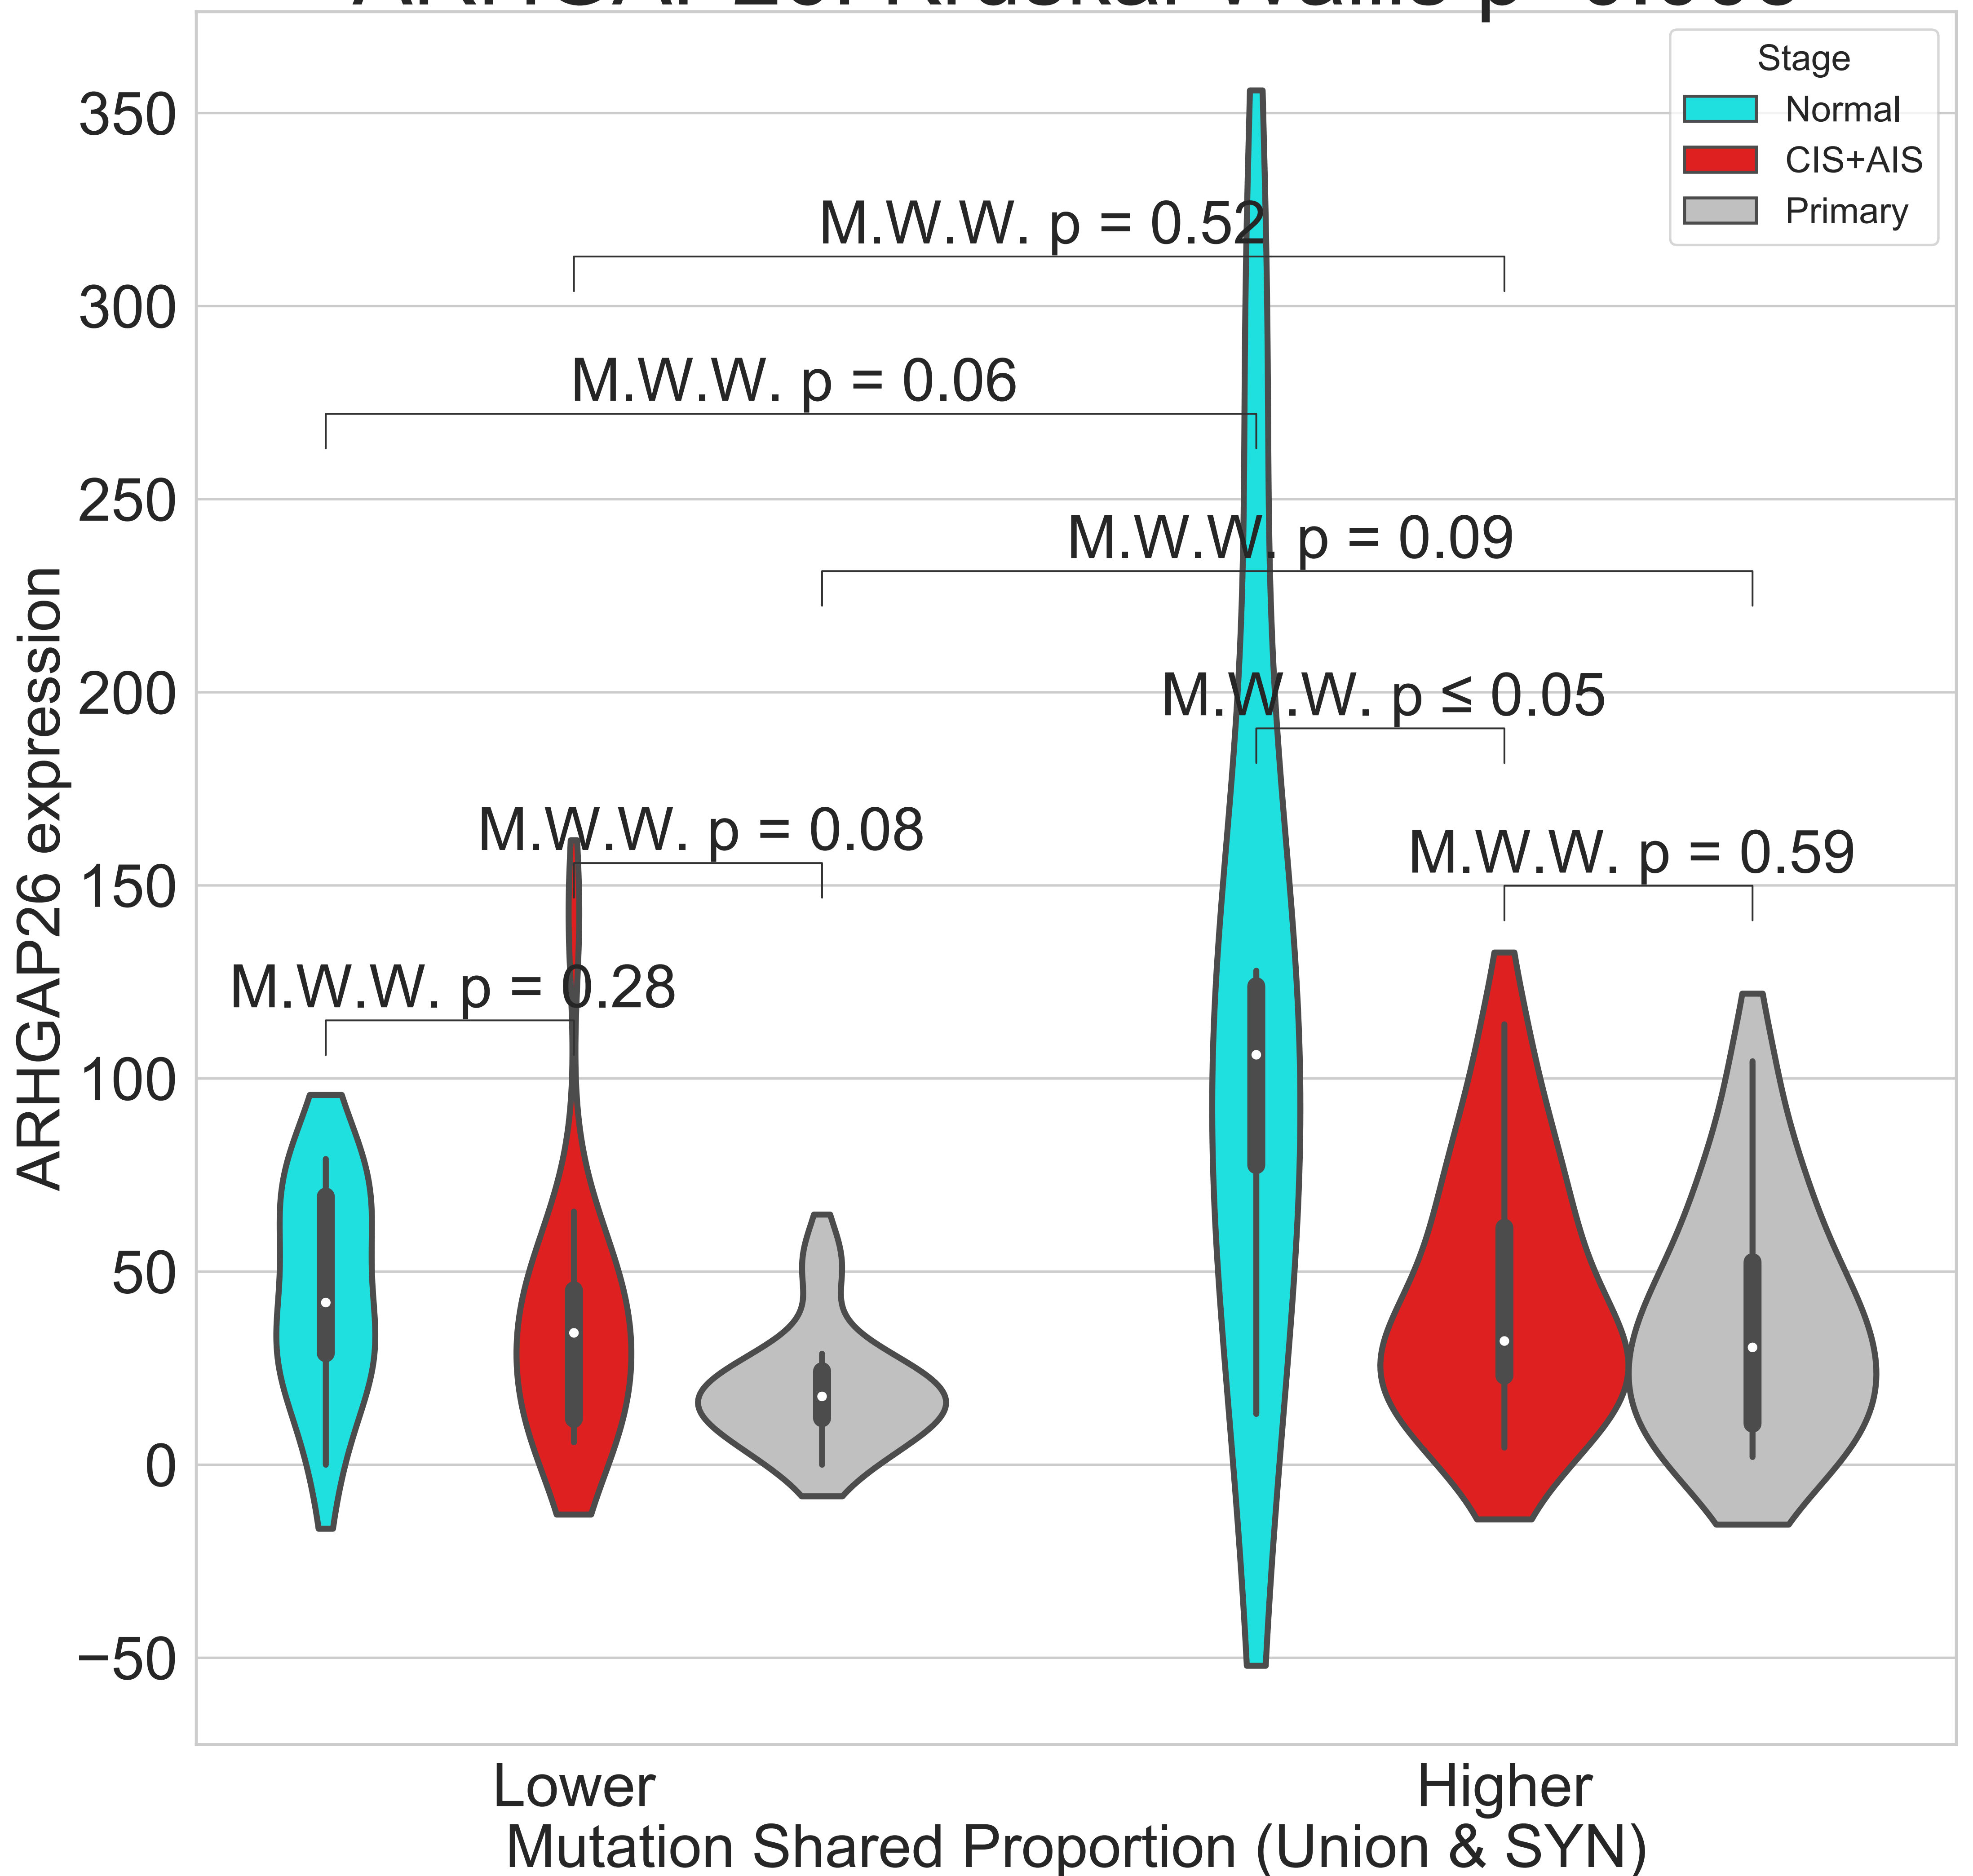 Stage
Normal
CIS+AIS
Primary
350
300
250
200
150
100
50
0
−50
ARHGAP26 expression
M.W.W. p = 0.52
M.W.W. p = 0.06
M.W.W. p = 0.09
M.W.W. p ≤ 0.05
M.W.W. p = 0.08
M.W.W. p = 0.59
M.W.W. p = 0.28
Lower
Higher
Mutation Shared Proportion (Union & SYN)